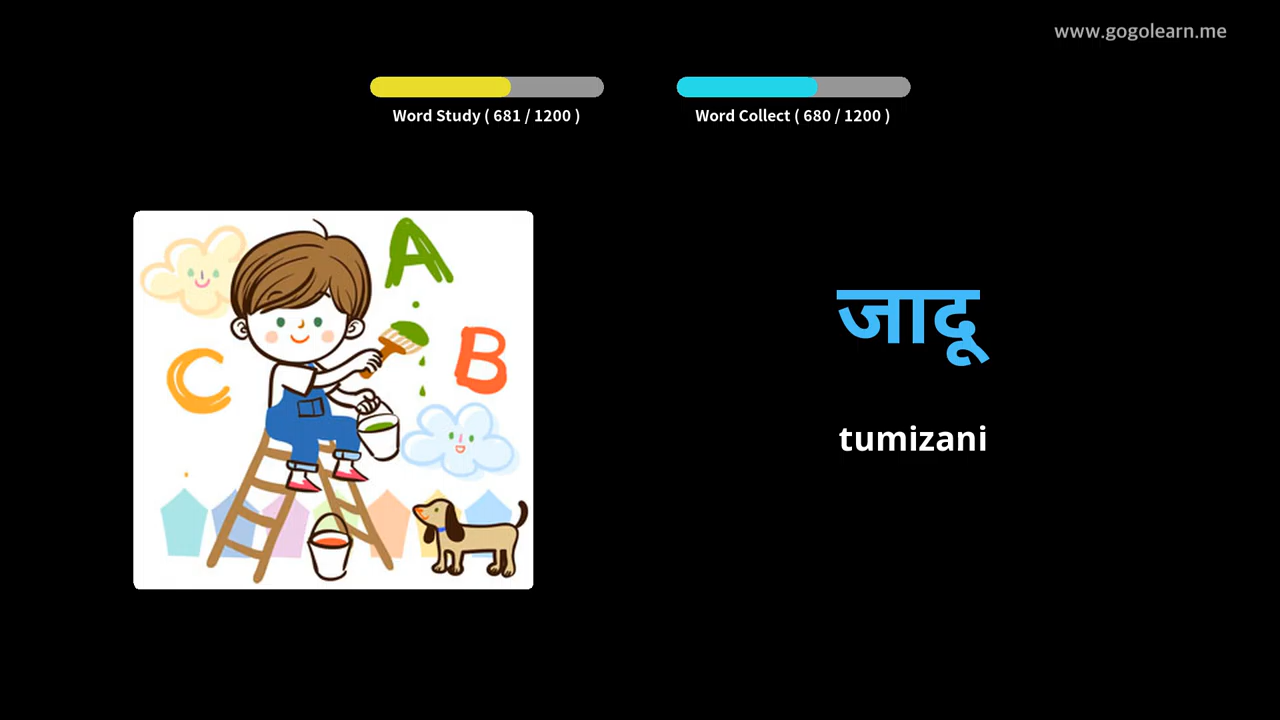 www.gogolearn.me
Word Study ( 681 / 1200 )
Word Collect ( 680 / 1200 )
A
B
C
जादू
tumizani